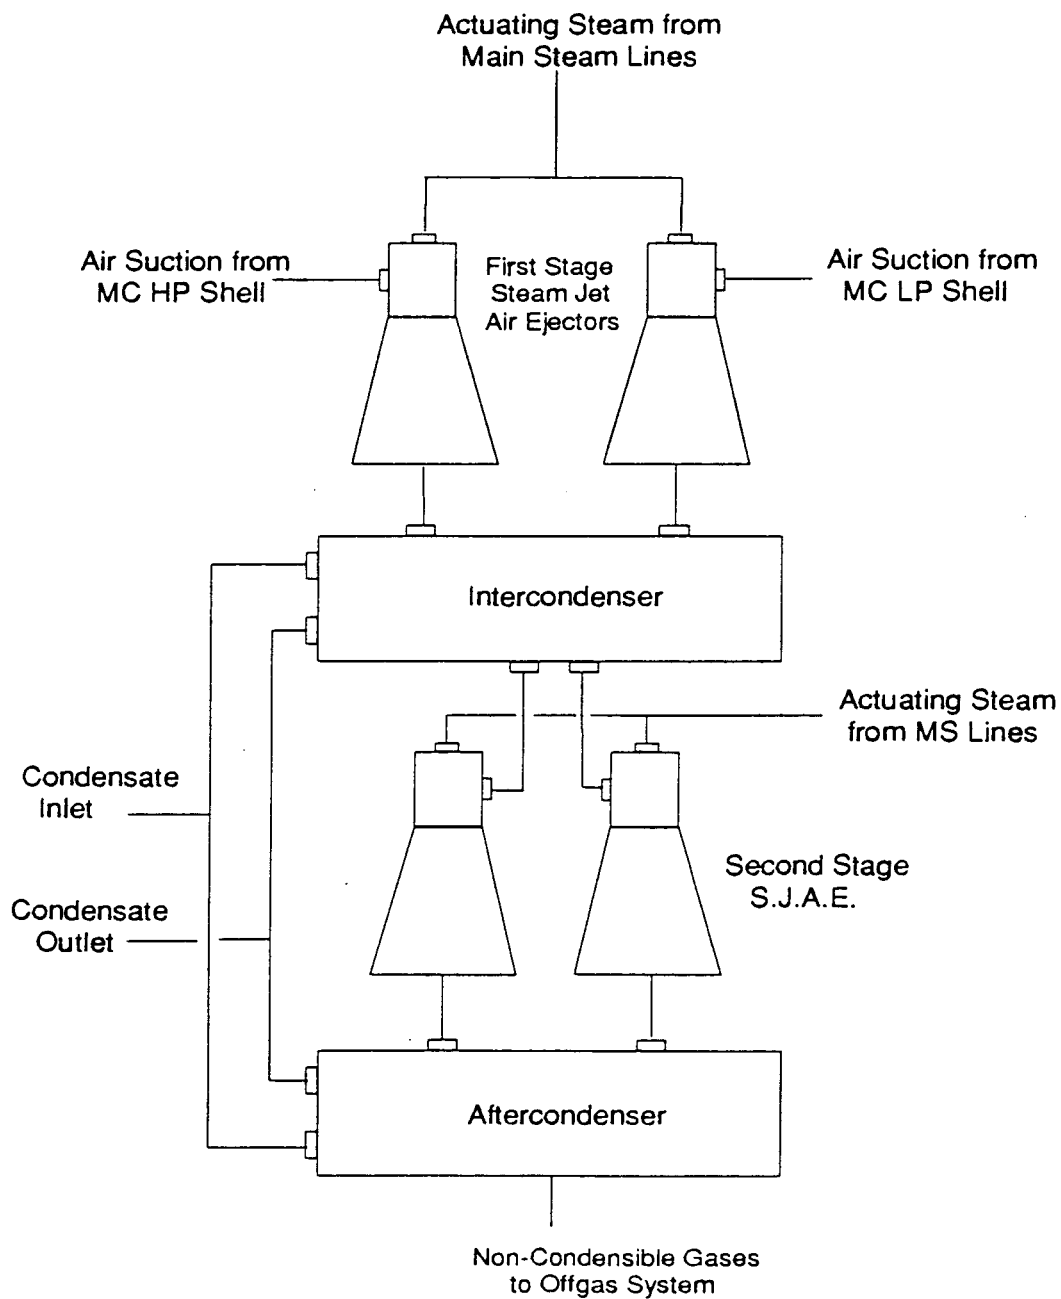 Actuating Steam from
Main Steam Lines
Air Suction from
MC HP Shell
First Stage
Steam Jet
Air Ejectors
Air Suction from
MC LP Shell
Intercondenser
Actuating Steam
from MS Lines
Condensate
Inlet
Second Stage
S.J.A.E.
Condensate
Outlet
Aftercondenser
Non-Condensible Gases
to Offgas System